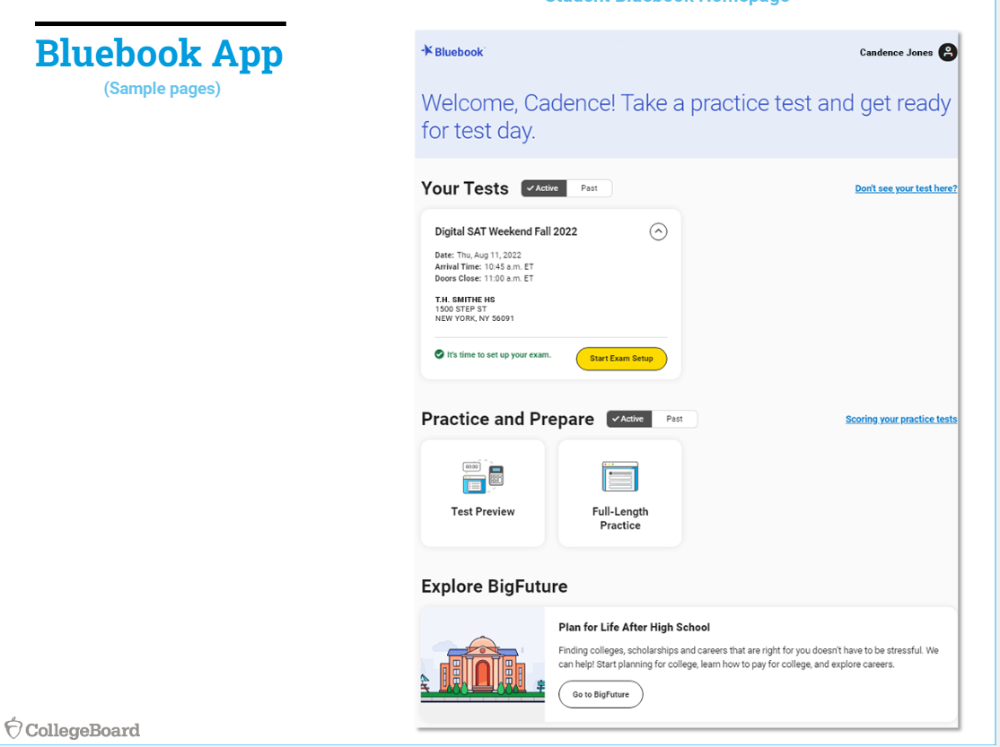 Student Bluebook Homepage
Bluebook App
(Sample pages)
Bluebook
Candence Jones
Welcome, Cadence! Take a practice test and get ready
for test day.
Your Tests
Active
Past
Don't see your test here?
Digital SAT Weekend Fall 2022
Date: Thu, Aug 11, 2022
Arrival Time: 10:45 a.m. ET
Doors Close: 11:00 a.m. ET
T.H. SMITHE HS
1500 STEP ST
NEW YORK, NY 56091
It's time to set up your exam.
Start Exam Setup
Practice and Prepare
Active
Past
Scoring your practice tests
00:00
Test Preview
Full-Length
Practice
Explore BigFuture
Plan for Life After High School
Finding colleges, scholarships and careers that are right for you doesn't have to be stressful. We
can help! Start planning for college, learn how to pay for college, and explore careers.
Go to BigFuture
CollegeBoard